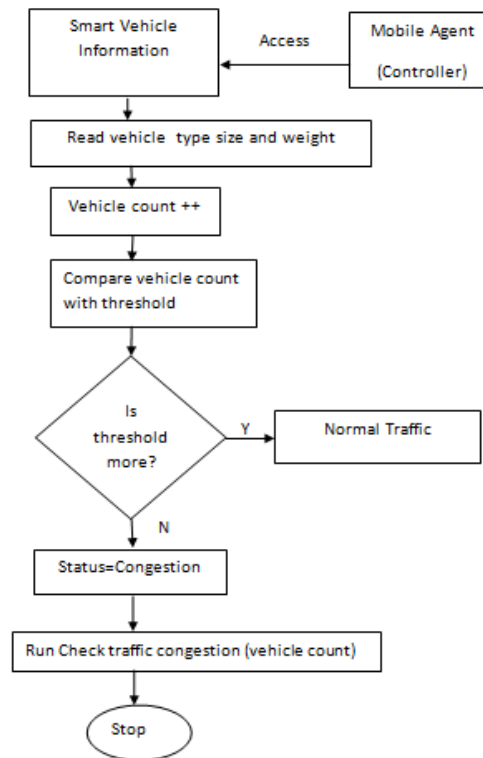 Smart Vehicle
Information
Access
Mobile Agent
(Controller)
Read vehicle type size and weight
Vehicle count ++
Compare vehicle count
with threshold
Is
threshold
more?
Y
Normal Traffic
N
Status=Congestion
Run Check traffic congestion (vehicle count)
Stop